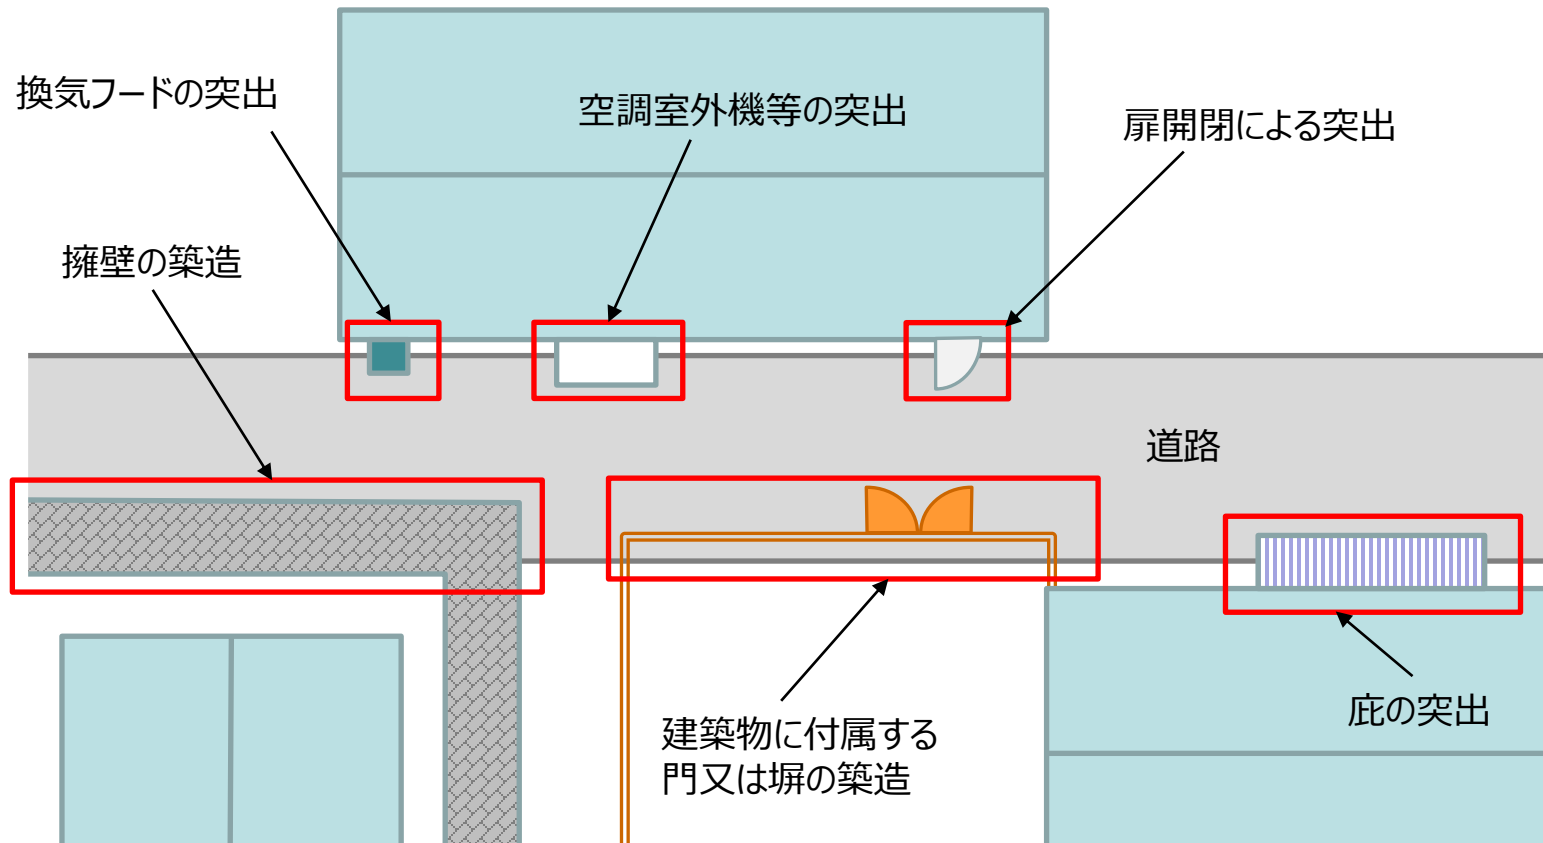 換気フードの突出
空調室外機等の突出
扉開閉による突出
擁壁の築造
道路
建築物に付属する
門又は塀の築造
庇の突出